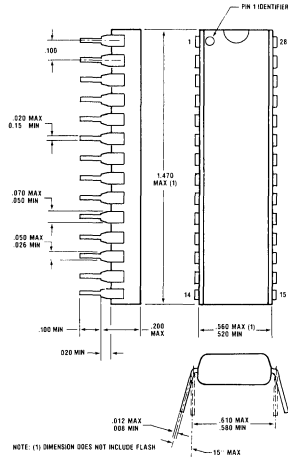 PIN 1 IDENTIFIER
1
28
.100
.020 MAX
0.15 MIN
1.470
MAX (1)
.070 MAX
.050 MIN
.050 MAX
.026 MIN
14
15
.100 MIN
.200
MAX
.560 MAX (1)
520 MIN
020 MIN
.012 MAX
008 MIN
.610 MAX
.580 MIN
NOTE: (1) DIMENSION DOES NOT INCLUDE FLASH
15° MAX